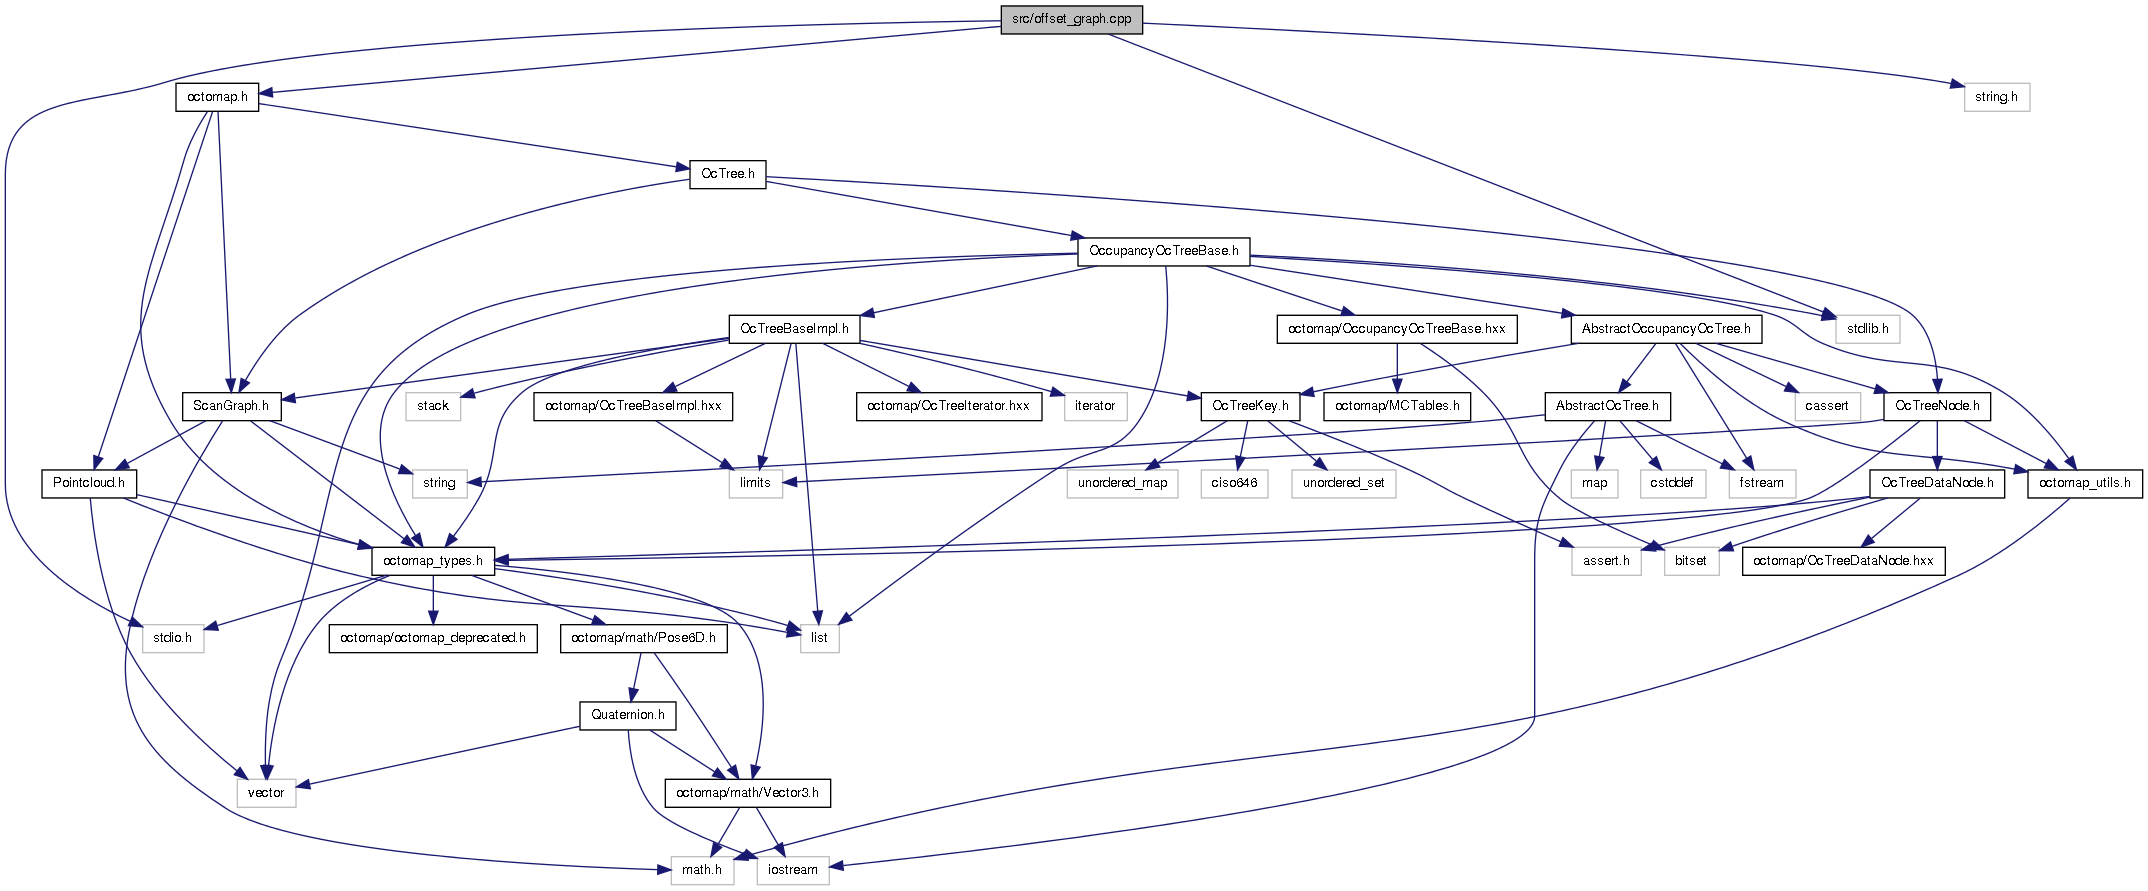 src/offset_graph.cpp
octomap.h
string.h
OcTree.h
OccupancyOcTreeBase.h
OcTreeBaseImpl.h
octomap/OccupancyOcTreeBase.hxx
AbstractOccupancyOcTree.h
stdlib.h
ScanGraph.h
stack
octomap/OcTreeBaseImpl.hxx
octomap/OcTreeIterator.hxx
iterator
OcTreeKey.h
octomap/MCTables.h
AbstractOcTree.h
cassert
OcTreeNode.h
Pointcloud.h
string
limits
unordered_map
ciso646
unordered_set
map
cstddef
fstream
OcTreeDataNode.h
octomap_utils.h
octomap_types.h
assert.h
bitset
octomap/OcTreeDataNode.hxx
stdio.h
octomap/octomap_deprecated.h
octomap/math/Pose6D.h
list
Quaternion.h
vector
octomap/math/Vector3.h
math.h
iostream